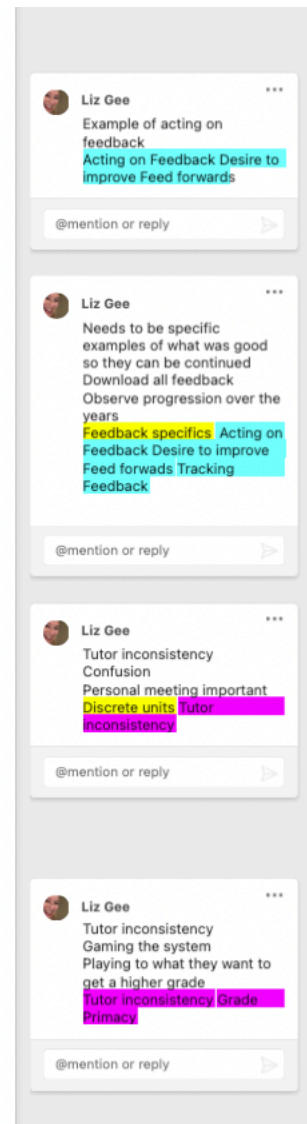 Liz Gee
Example of acting on
feedback
Acting on Feedback Desire to
improve Feed forwards
@mention or reply
Liz Gee
Needs to be specific
examples of what was good
so they can be continued
Download all feedback
Observe progression over the
years
Feedback specifics Acting on
Feedback Desire to improve
Feed forwads Tracking
Feedback
@mention or reply
Liz Gee
Tutor inconsistency
Confusion
Personal meeting important
Discrete units Tutor
inconsistency
@mention or reply
Liz Gee
Tutor inconsistency
Gaming the system
Playing to what they want to
get a higher grade
Tutor inconsistency Grade
Primacy
@mention or reply